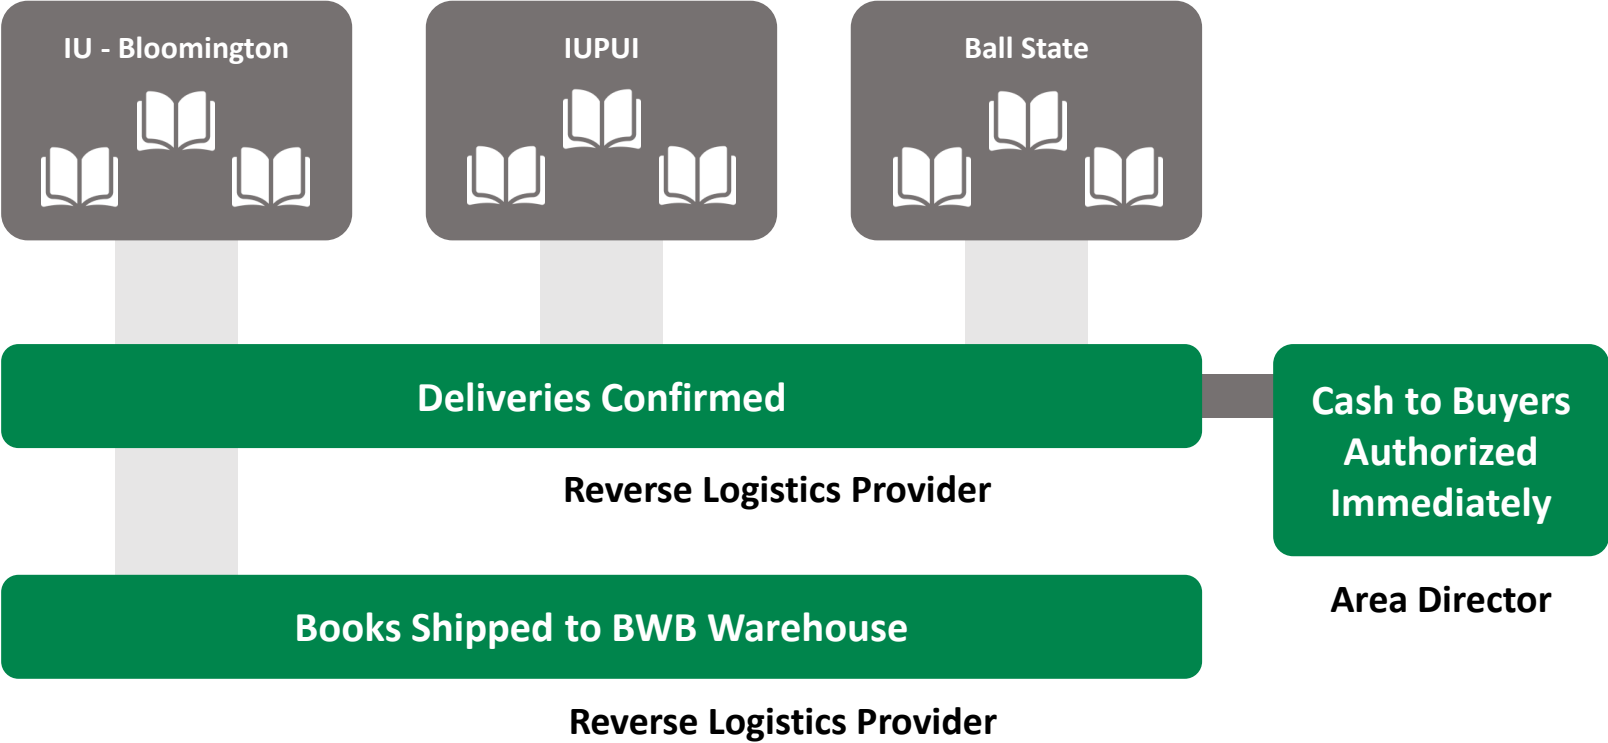 IU - Bloomington
IUPUI
Ball State
Deliveries Confirmed
Reverse Logistics Provider
Cash to Buyers
Authorized
Immediately
Area Director
Books Shipped to BWB Warehouse
Reverse Logistics Provider